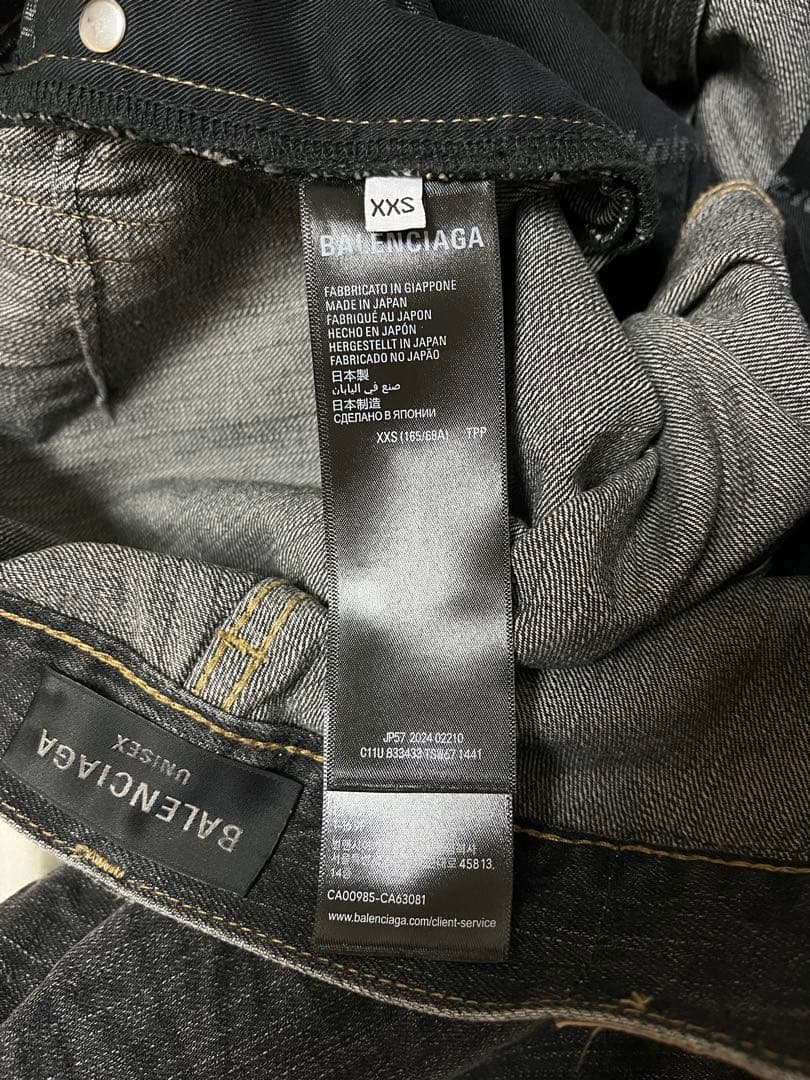 XXS
BALENCIAGA
FABBRICATO IN GIAPPONE
MADE IN JAPAN
FABRIQUÉ AU JAPON
HECHO EN JAPÓN
HERGESTELLT IN JAPAN
FABRICADO NO JAPÃO
日本製
صنع في اليابان
日本制造
СДЕЛАНО В ЯПОНИИ
XXS (165/68A) TPP
JP57 2024 02210
C11U 833433 TSW67 1441
458 13,
CA00985-CA63081
www.balenciaga.com/client-service
BALENCIAGA
UNISEX